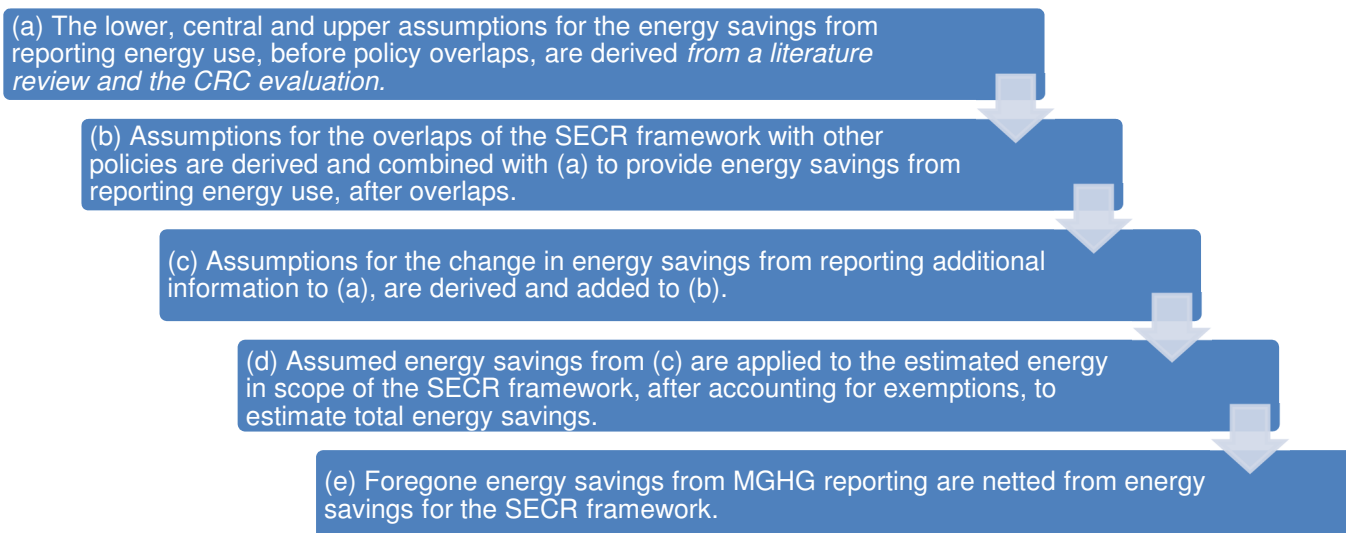 (a) The lower, central and upper assumptions for the energy savings from
reporting energy use, before policy overlaps, are derived from a literature
review and the CRC evaluation.
(b) Assumptions for the overlaps of the SECR framework with other
policies are derived and combined with (a) to provide energy savings from
reporting energy use, after overlaps.
(c) Assumptions for the change in energy savings from reporting additional
information to (a), are derived and added to (b).
(d) Assumed energy savings from (c) are applied to the estimated energy
in scope of the SECR framework, after accounting for exemptions, to
estimate total energy savings.
(e) Foregone energy savings from MGHG reporting are netted from energy
savings for the SECR framework.